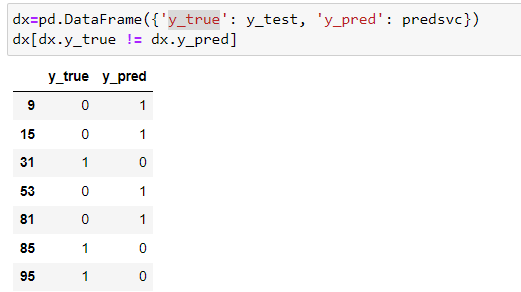 dx=pd.DataFrame({'y_true': y_test, 'y_pred': predsvc})
dx[dx.y_true != dx.y_pred]
y_true y_pred
9 0 1
15 0 1
31 1 0
53 0 1
81 0 1
85 1 0
95 1 0